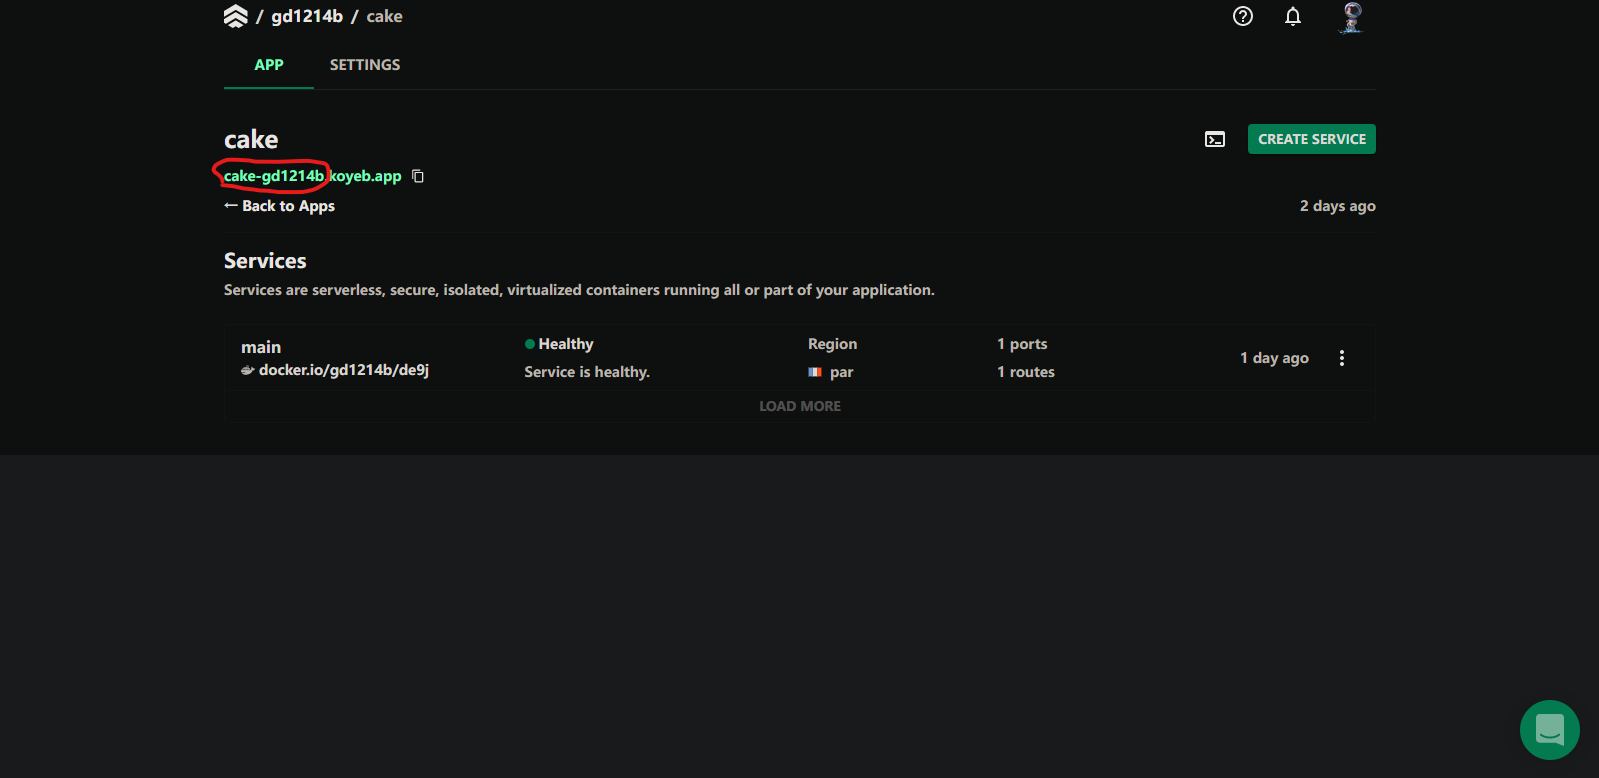 / gd1214b / cake
APP SETTINGS
cake
CREATE SERVICE
cake-gd1214b.koyeb.app
← Back to Apps
2 days ago
Services
Services are serverless, secure, isolated, virtualized containers running all or part of your application.
main Healthy Region 1 ports
docker.io/gd1214b/de9j Service is healthy. par 1 routes
1 day ago
LOAD MORE